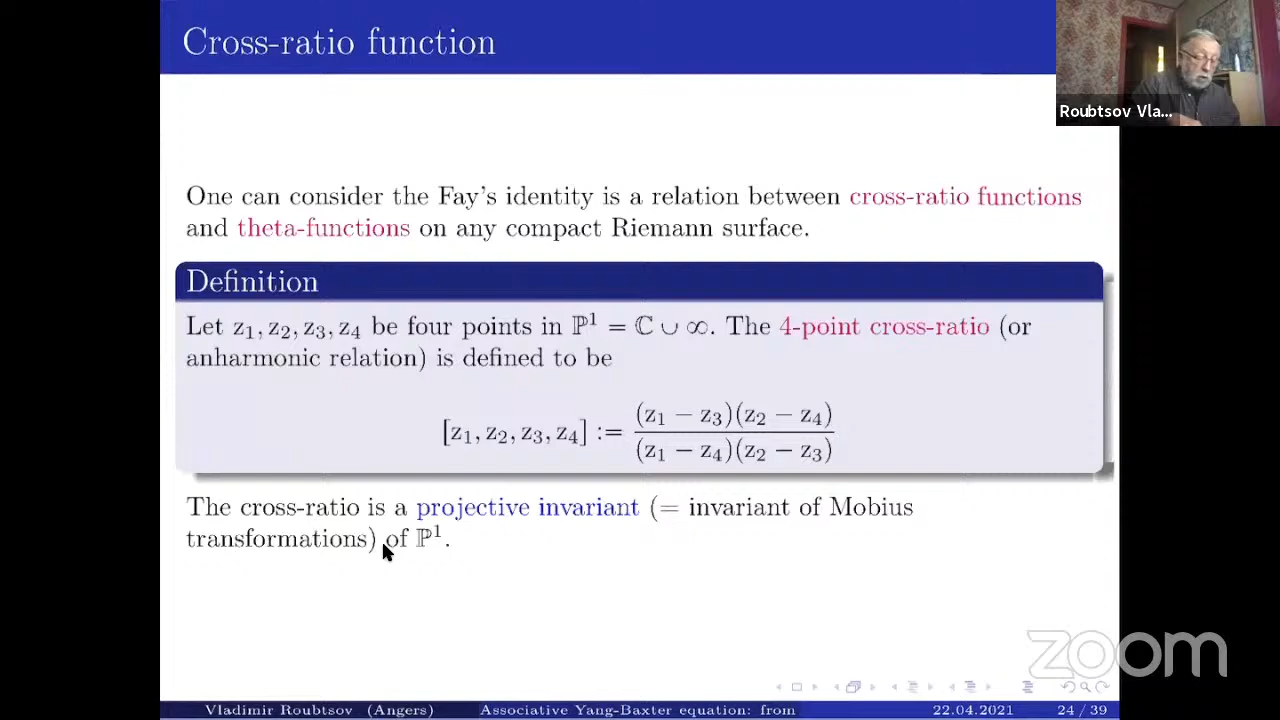 Cross-ratio function
Roubtsov Vla...
One can consider the Fay's identity is a relation between cross-ratio functions
and theta-functions on any compact Riemann surface.
Definition
Let z₁, z₂, z₃, z₄ be four points in ℙ¹ = ℂ ∪ ∞. The 4-point cross-ratio (or
anharmonic relation) is defined to be
[z₁, z₂, z₃, z₄] := (z₁ − z₃)(z₂ − z₄) / (z₁ − z₄)(z₂ − z₃)
The cross-ratio is a projective invariant (= invariant of Mobius
transformations) of ℙ¹.
zoom
Vladimir Roubtsov (Angers) Associative Yang-Baxter equation: from 22.04.2021 24 / 39